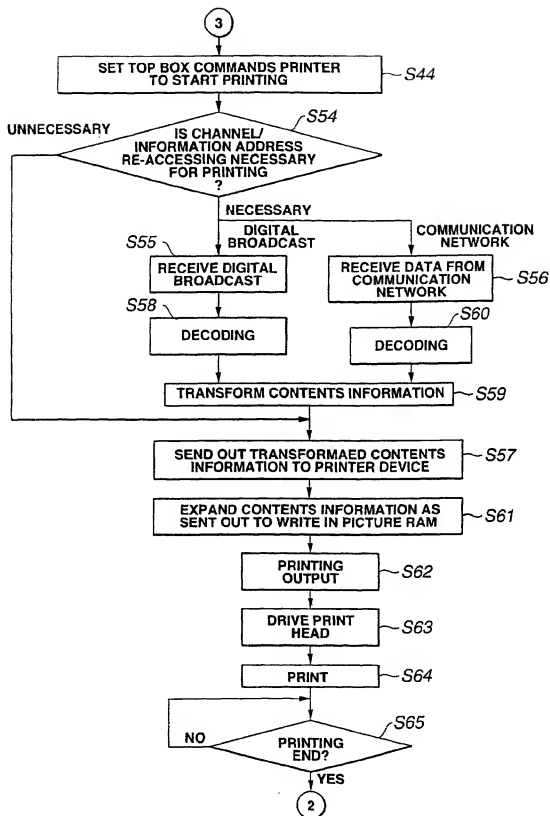 3
SET TOP BOX COMMANDS PRINTER
TO START PRINTING
S44
S54
UNNECESSARY
IS CHANNEL/
INFORMATION ADDRESS
RE-ACCESSING NECESSARY
FOR PRINTING
?
NECESSARY
DIGITAL
BROADCAST
COMMUNICATION
NETWORK
S55
RECEIVE DIGITAL
BROADCAST
RECEIVE DATA FROM
COMMUNICATION
NETWORK
S56
S58
DECODING
S60
DECODING
TRANSFORM CONTENTS INFORMATION
S59
SEND OUT TRANSFORMAED CONTENTS
INFORMATION TO PRINTER DEVICE
S57
EXPAND CONTENTS INFORMATION AS
SENT OUT TO WRITE IN PICTURE RAM
S61
PRINTING
OUTPUT
S62
DRIVE PRINT
HEAD
S63
PRINT
S64
S65
NO
PRINTING
END?
YES
2